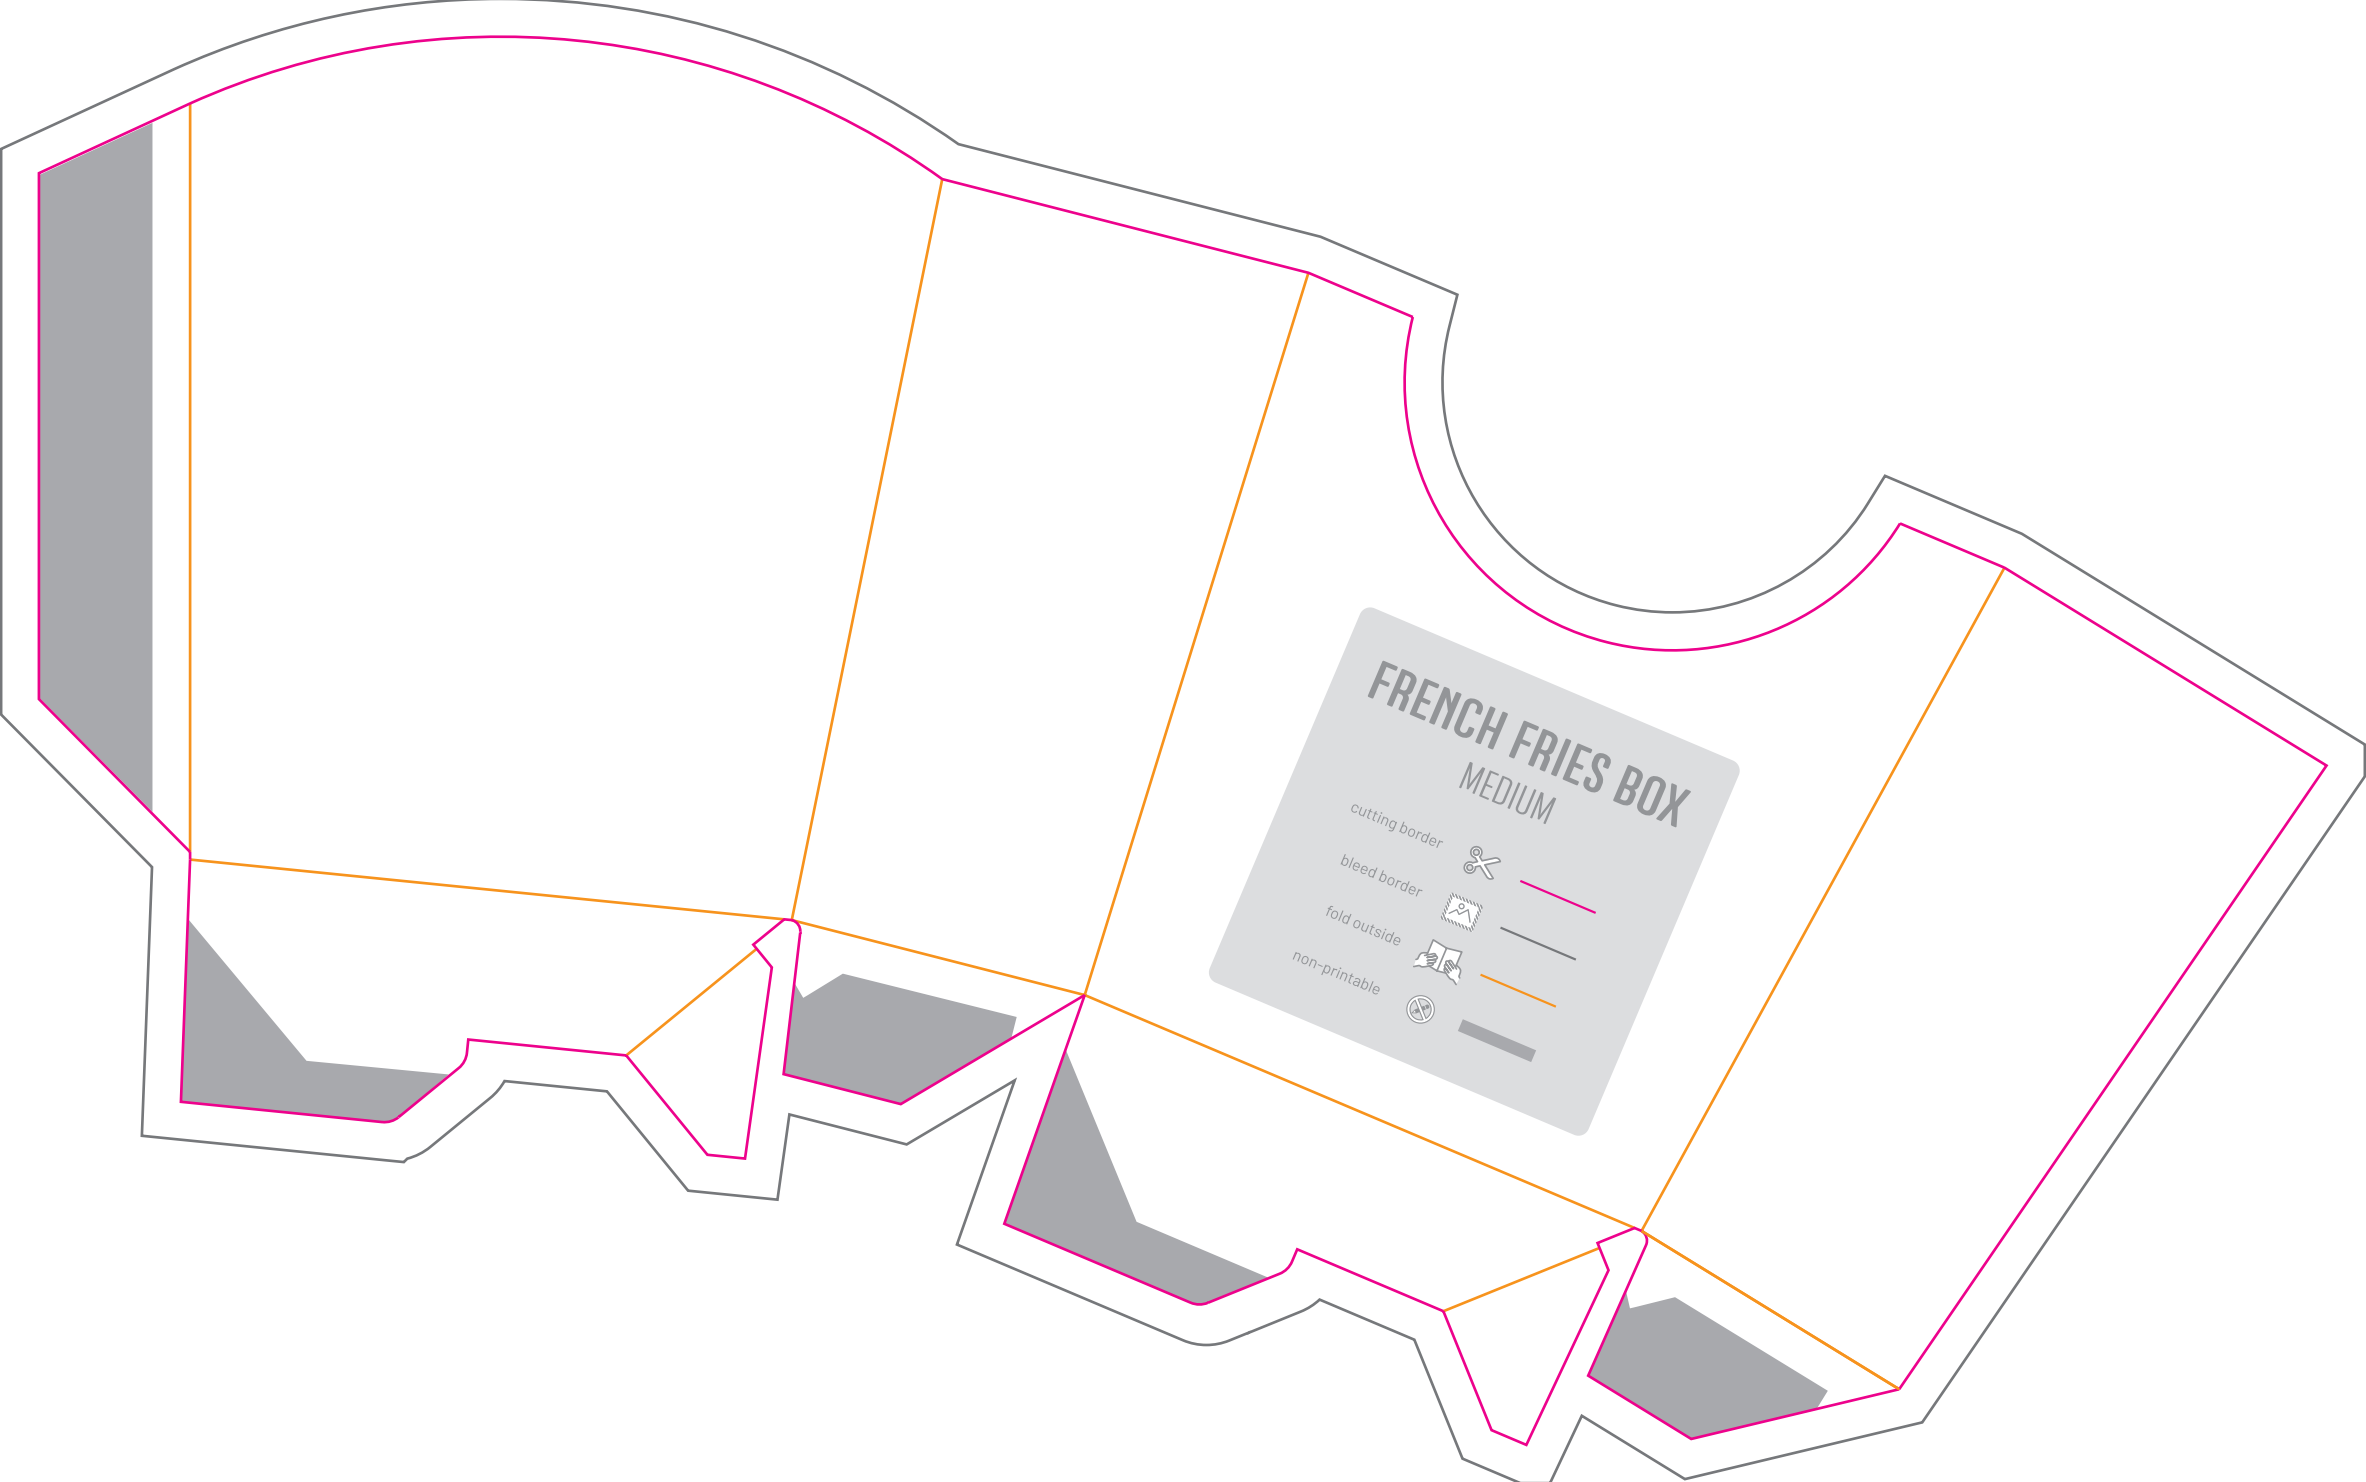 FRENCH FRIES BOX
MEDIUM
cutting border
bleed border
fold outside
non-printable